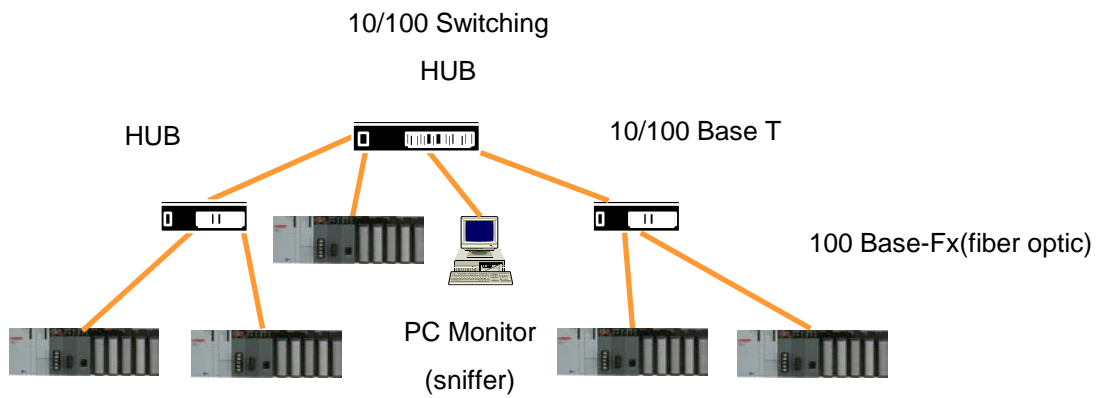 10/100 Switching
HUB
HUB
10/100 Base T
100 Base-Fx(fiber optic)
PC Monitor
(sniffer)